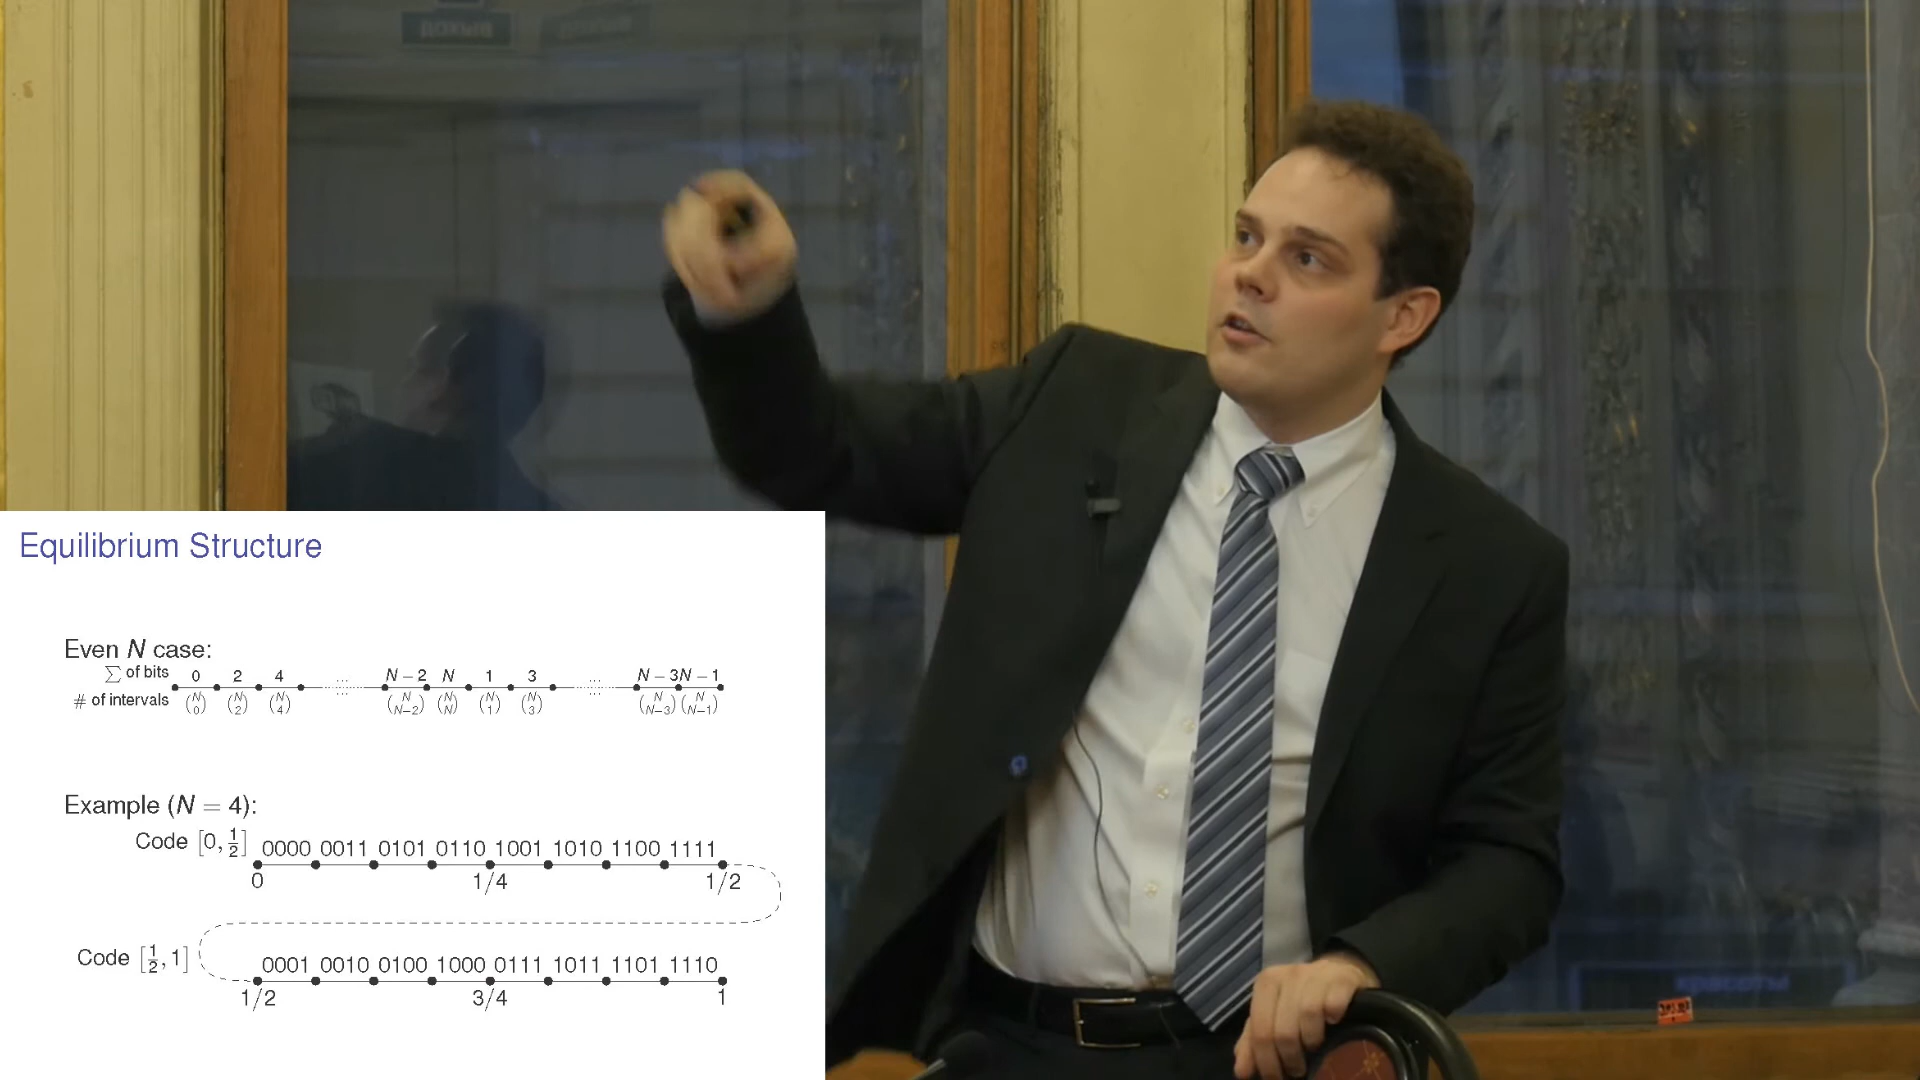 Equilibrium Structure
Even N case:
∑ of bits 0 2 4 ... N − 2 N 1 3 ... N − 3 N − 1
# of intervals (N 0) (N 2) (N 4) ... (N N−2) (N N) (N 1) (N 3) ... (N N−3) (N N−1)
Example (N = 4):
Code [0, 1/2] 0000 0011 0101 0110 1001 1010 1100 1111
0 1/4 1/2
Code [1/2, 1] 0001 0010 0100 1000 0111 1011 1101 1110
1/2 3/4 1